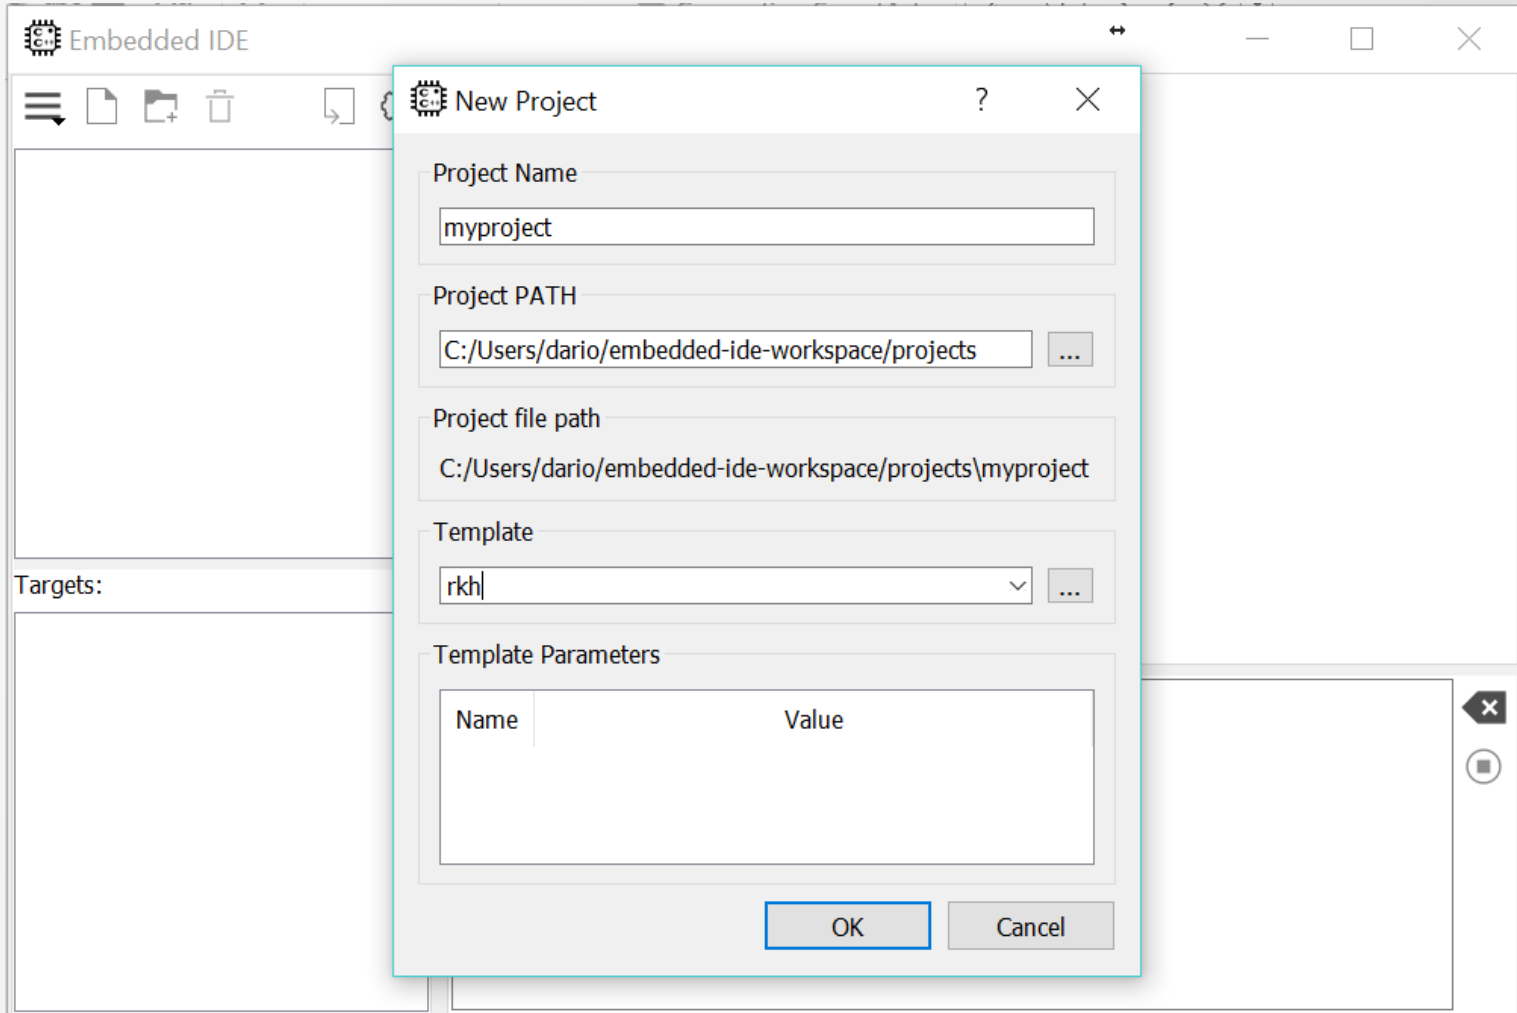 Embedded IDE
New Project
?
Project Name
myproject
Project PATH
C:/Users/dario/embedded-ide-workspace/projects
...
Project file path
C:/Users/dario/embedded-ide-workspace/projects\myproject
Template
rkh
...
Targets:
Template Parameters
Name Value
OK Cancel